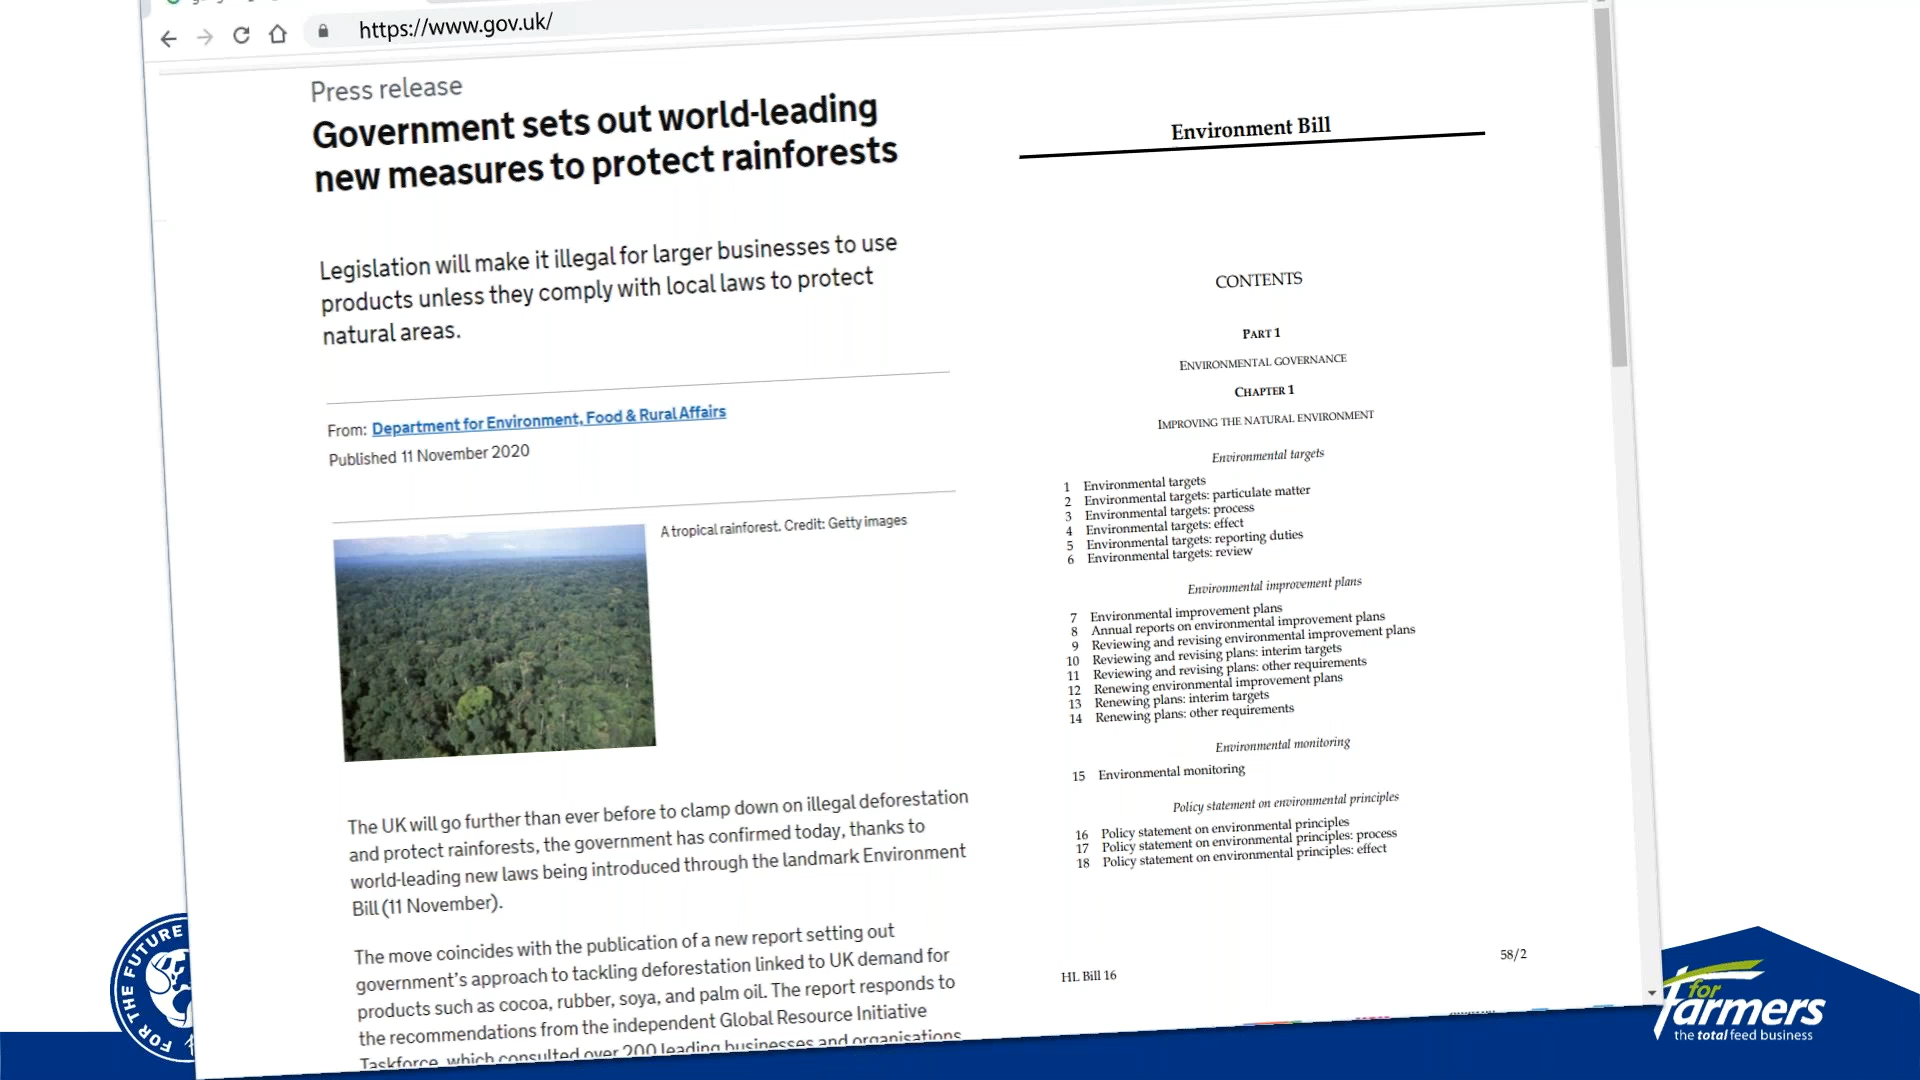 https://www.gov.uk/
Press release
Government sets out world-leading
new measures to protect rainforests
Legislation will make it illegal for larger businesses to use
products unless they comply with local laws to protect
natural areas.
From: Department for Environment, Food & Rural Affairs
Published 11 November 2020
A tropical rainforest. Credit: Getty images
The UK will go further than ever before to clamp down on illegal deforestation
and protect rainforests, the government has confirmed today, thanks to
world-leading new laws being introduced through the landmark Environment
Bill (11 November).
The move coincides with the publication of a new report setting out
government's approach to tackling deforestation linked to UK demand for
products such as cocoa, rubber, soya, and palm oil. The report responds to
the recommendations from the independent Global Resource Initiative
Taskforce, which consulted over 200 leading businesses and organisations
Environment Bill
CONTENTS
PART 1
ENVIRONMENTAL GOVERNANCE
CHAPTER 1
IMPROVING THE NATURAL ENVIRONMENT
Environmental targets
1 Environmental targets
2 Environmental targets: particulate matter
3 Environmental targets: process
4 Environmental targets: effect
5 Environmental targets: reporting duties
6 Environmental targets: review
Environmental improvement plans
7 Environmental improvement plans
8 Annual reports on environmental improvement plans
9 Reviewing and revising environmental improvement plans
10 Reviewing and revising plans: interim targets
11 Reviewing and revising plans: other requirements
12 Renewing environmental improvement plans
13 Renewing plans: interim targets
14 Renewing plans: other requirements
Environmental monitoring
15 Environmental monitoring
Policy statement on environmental principles
16 Policy statement on environmental principles
17 Policy statement on environmental principles: process
18 Policy statement on environmental principles: effect
HL Bill 16
58/2
FOR THE FUTURE
for
farmers
the total feed business